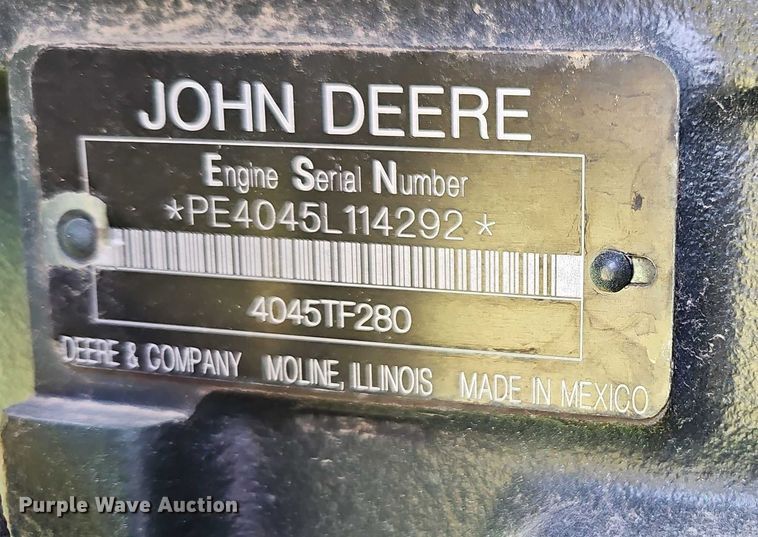 JOHN DEERE
Engine Serial Number
*PE4045L114292*
4045TF280
DEERE & COMPANY MOLINE, ILLINOIS MADE IN MEXICO
Purple Wave Auction